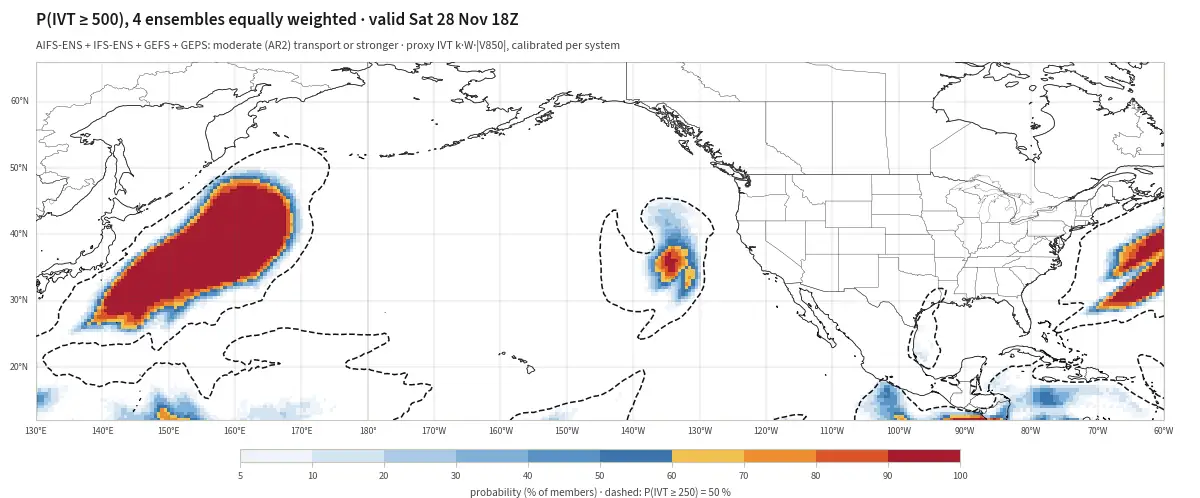 P(IVT ≥ 500), 4 ensembles equally weighted · valid Sat 28 Nov 18Z
AIFS-ENS + IFS-ENS + GEFS + GEPS: moderate (AR2) transport or stronger · proxy IVT k·W·|V850|, calibrated per system
60°N
50°N
40°N
30°N
20°N
130°E 140°E 150°E 160°E 170°E 180° 170°W 160°W 150°W 140°W 130°W 120°W 110°W 100°W 90°W 80°W 70°W 60°W
5 10 20 30 40 50 60 70 80 90 100
probability (% of members) · dashed: P(IVT ≥ 250) = 50 %